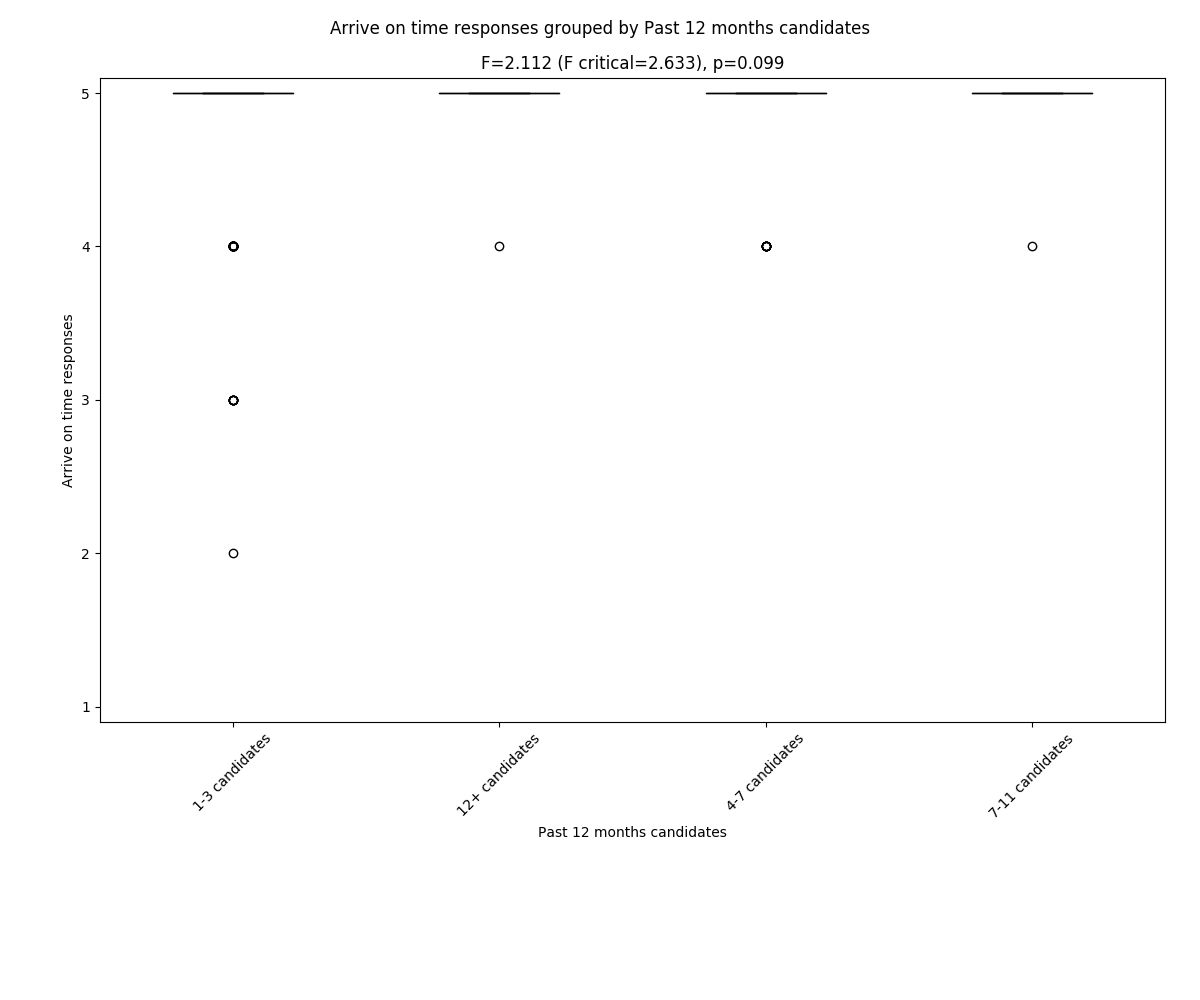 Arrive on time responses grouped by Past 12 months candidates
F=2.112 (F critical=2.633), p=0.099
5
4
3
2
1
Arrive on time responses
1-3 candidates
12+ candidates
4-7 candidates
7-11 candidates
Past 12 months candidates